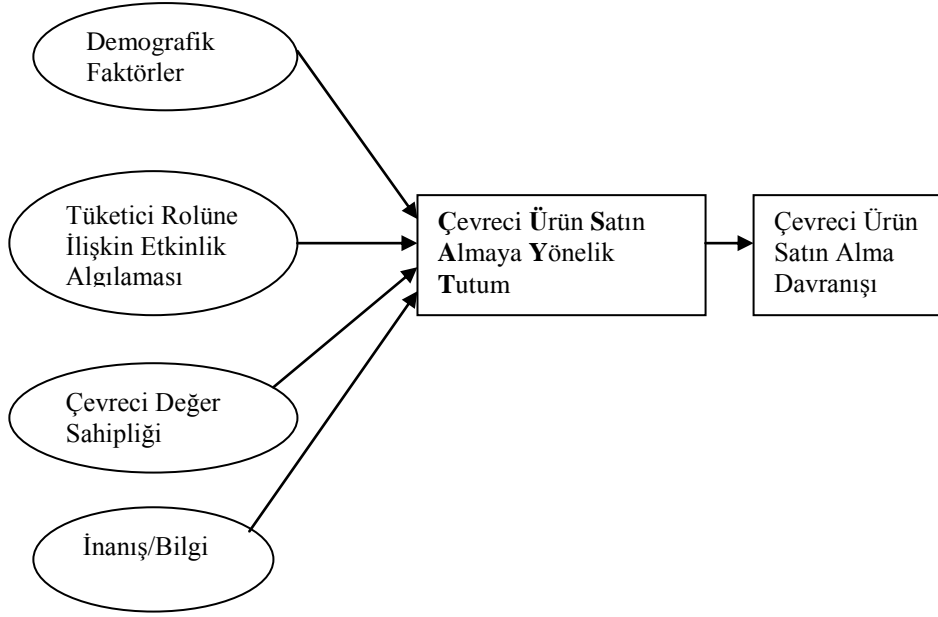 Demografik
Faktörler
Tüketici Rolüne
İlişkin Etkinlik
Algılaması
Çevreci Ürün Satın
Almaya Yönelik
Tutum
Çevreci Ürün
Satın Alma
Davranışı
Çevreci Değer
Sahipliği
İnanış/Bilgi